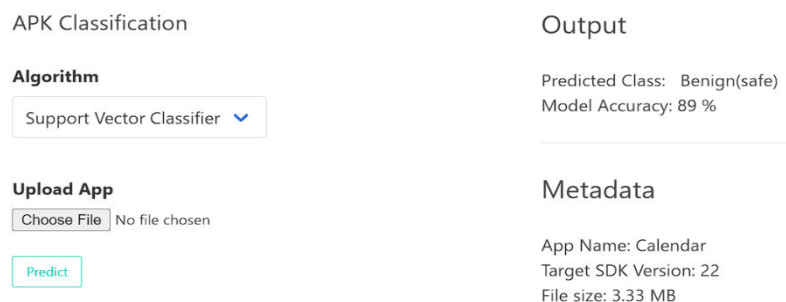 APK Classification
Algorithm
Support Vector Classifier
Upload App
Choose File No file chosen
Predict
Output
Predicted Class: Benign(safe)
Model Accuracy: 89 %
Metadata
App Name: Calendar
Target SDK Version: 22
File size: 3.33 MB